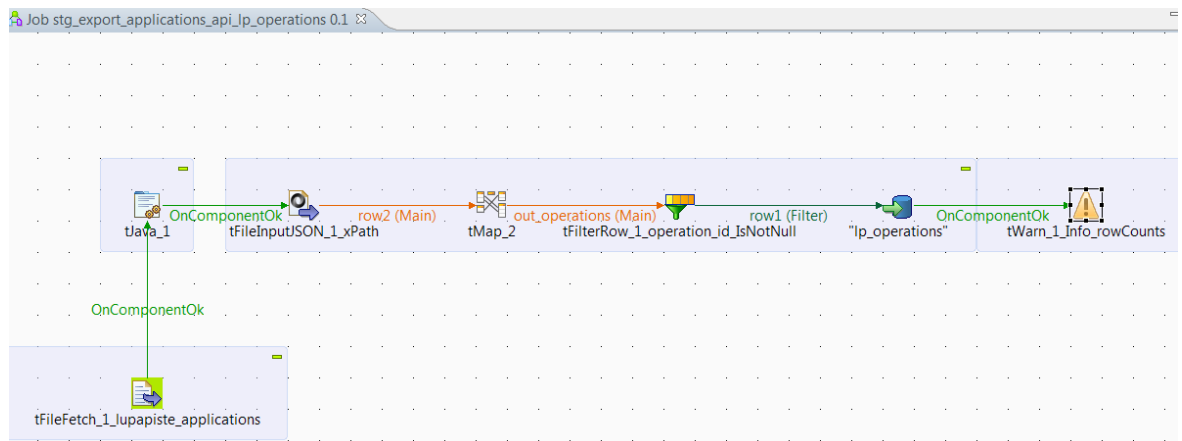 Job stg_export_applications_api_lp_operations 0.1
OnComponentOk
row2 (Main)
out_operations (Main)
row1 (Filter)
OnComponentOk
tJava_1
tFileInputJSON_1_xPath
tMap_2
tFilterRow_1_operation_id_IsNotNull
"lp_operations"
tWarn_1_Info_rowCounts
OnComponentOk
tFileFetch_1_lupapiste_applications